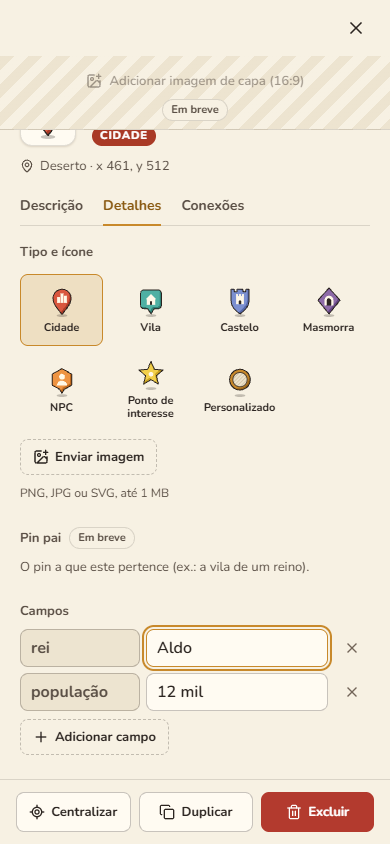 Adicionar imagem de capa (16:9)
Em breve
CIDADE
Deserto · x 461, y 512
Descrição Detalhes Conexões
Tipo e ícone
Cidade Vila Castelo Masmorra
NPC Ponto de interesse Personalizado
Enviar imagem
PNG, JPG ou SVG, até 1 MB
Pin pai Em breve
O pin a que este pertence (ex.: a vila de um reino).
Campos
rei Aldo
população 12 mil
Adicionar campo
Centralizar Duplicar Excluir